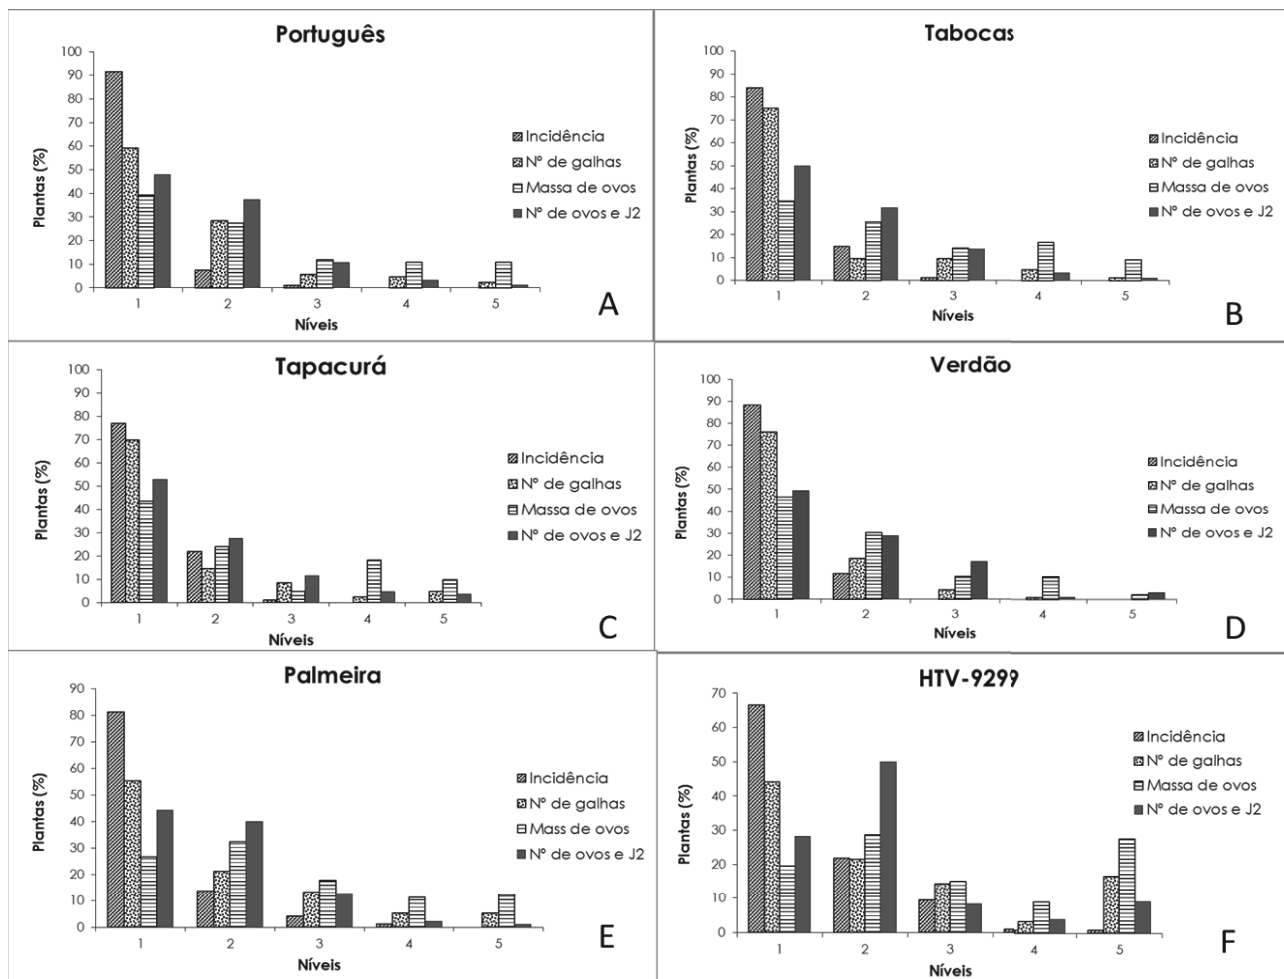 Português
100
90
80
70
60
50
40
30
20
10
0
Plantas (%)
1 2 3 4 5
Níveis
Incidência
Nº de galhas
Massa de ovos
Nº de ovos e J2
A
Tabocas
100
90
80
70
60
50
40
30
20
10
0
Plantas (%)
1 2 3 4 5
Níveis
Incidência
Nº de galhas
Massa de ovos
Nº de ovos e J2
B
Tapacurá
100
90
80
70
60
50
40
30
20
10
0
Plantas (%)
1 2 3 4 5
Níveis
Incidência
Nº de galhas
Massa de ovos
Nº de ovos e J2
C
Verdão
100
90
80
70
60
50
40
30
20
10
0
Plantas (%)
1 2 3 4 5
Níveis
Incidência
Nº de galhas
Massa de ovos
Nº de ovos e J2
D
Palmeira
90
80
70
60
50
40
30
20
10
0
Plantas (%)
1 2 3 4 5
Níveis
Incidência
Nº de galhas
Mass de ovos
Nº de ovos e J2
E
HTV-9299
70
60
50
40
30
20
10
0
Plantas (%)
1 2 3 4 5
Níveis
Incidência
Nº de galhas
Massa de ovos
Nº de ovos e J2
F